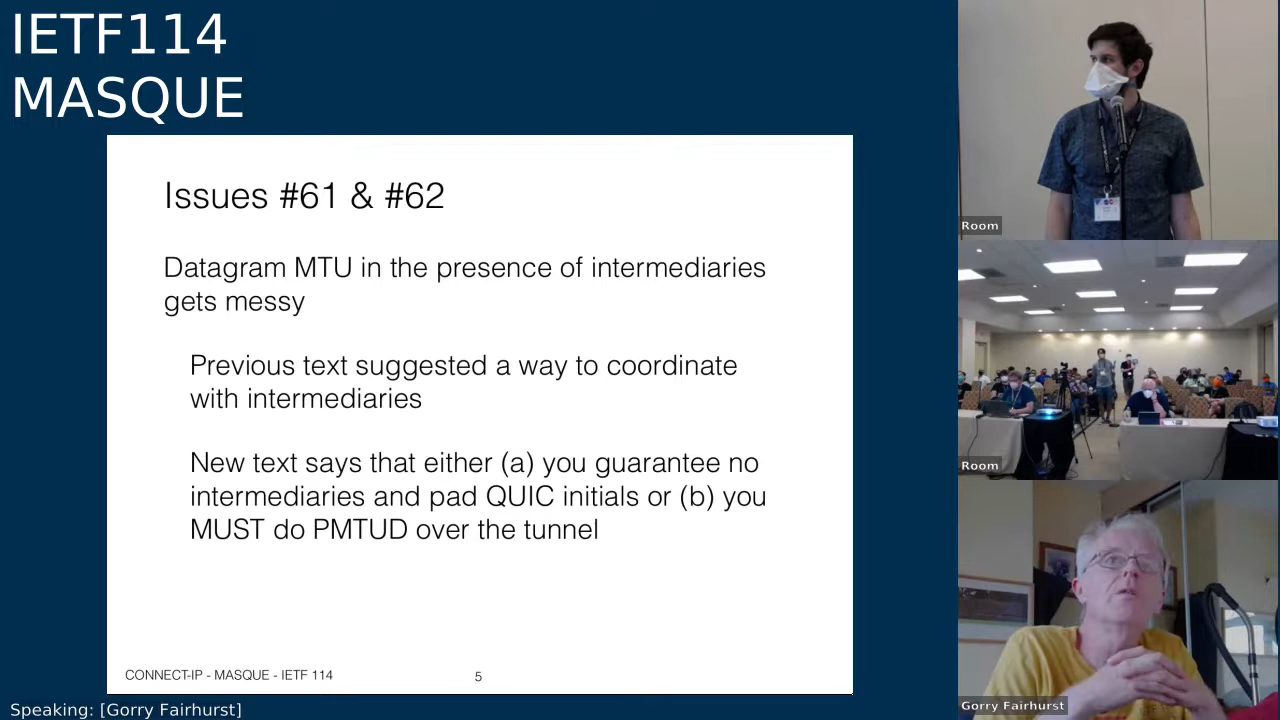 IETF114
MASQUE
Issues #61 & #62
Datagram MTU in the presence of intermediaries
gets messy
Previous text suggested a way to coordinate
with intermediaries
New text says that either (a) you guarantee no
intermediaries and pad QUIC initials or (b) you
MUST do PMTUD over the tunnel
CONNECT-IP - MASQUE - IETF 114
5
Room
Room
Gorry Fairhurst
Speaking: [Gorry Fairhurst]